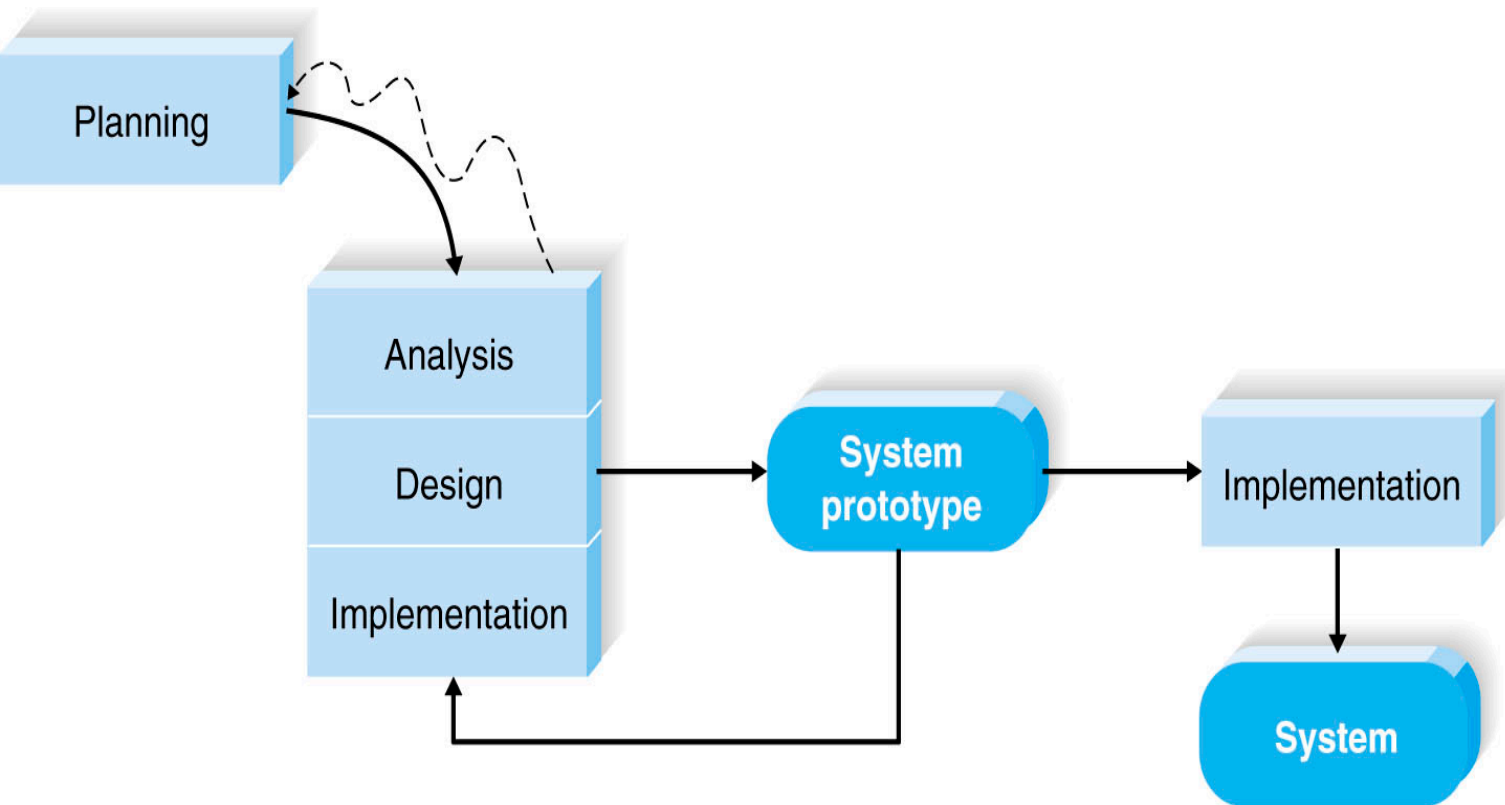 Planning
Analysis
Design
Implementation
System
prototype
Implementation
System